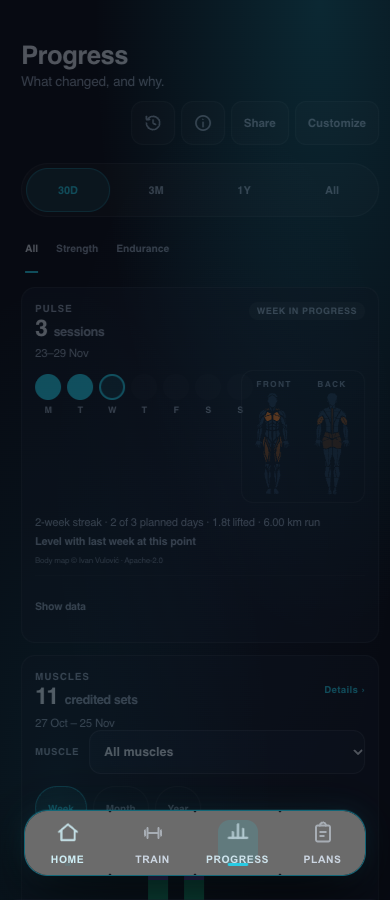 Progress
What changed, and why.
Share
Customize
30D
3M
1Y
All
All
Strength
Endurance
PULSE
WEEK IN PROGRESS
3 sessions
23–29 Nov
FRONT
BACK
M T W T F S S
2-week streak · 2 of 3 planned days · 1.8t lifted · 6.00 km run
Level with last week at this point
Body map © Ivan Vulović · Apache-2.0
Show data
MUSCLES
11 credited sets
Details ›
27 Oct – 25 Nov
MUSCLE
All muscles
Week
Month
Year
HOME
TRAIN
PROGRESS
PLANS